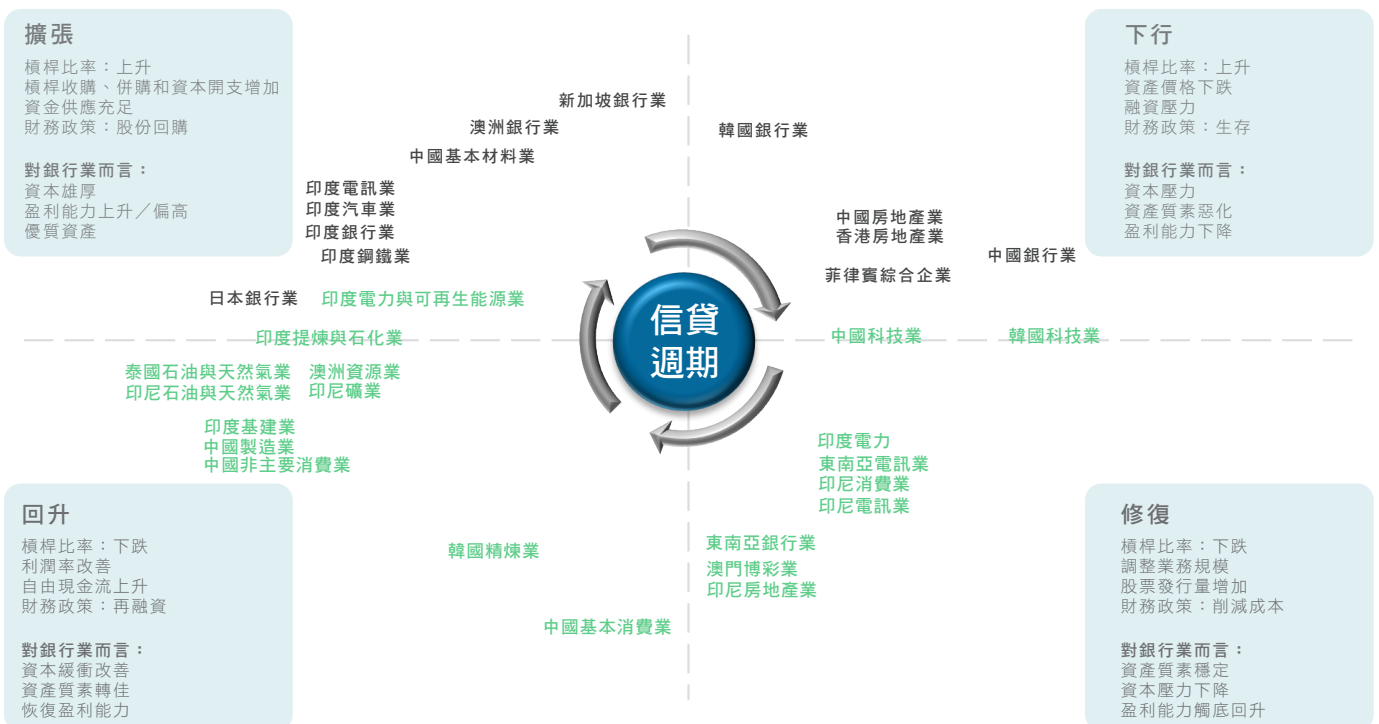 擴張
槓桿比率：上升
槓桿收購、併購和資本開支增加
資金供應充足
財務政策：股份回購
對銀行業而言：
資本雄厚
盈利能力上升／偏高
優質資產
下行
槓桿比率：上升
資產價格下跌
融資壓力
財務政策：生存
對銀行業而言：
資本壓力
資產質素惡化
盈利能力下降
新加坡銀行業
澳洲銀行業
中國基本材料業
印度電訊業
印度汽車業
印度銀行業
印度鋼鐵業
日本銀行業
印度電力與可再生能源業
印度提煉與石化業
韓國銀行業
中國房地產業
香港房地產業
中國銀行業
菲律賓綜合企業
中國科技業
韓國科技業
信貸
週期
泰國石油與天然氣業
澳洲資源業
印尼石油與天然氣業
印尼礦業
印度基建業
中國製造業
中國非主要消費業
韓國精煉業
中國基本消費業
印度電力
東南亞電訊業
印尼消費業
印尼電訊業
東南亞銀行業
澳門博彩業
印尼房地產業
回升
槓桿比率：下跌
利潤率改善
自由現金流上升
財務政策：再融資
對銀行業而言：
資本緩衝改善
資產質素轉佳
恢復盈利能力
修復
槓桿比率：下跌
調整業務規模
股票發行量增加
財務政策：削減成本
對銀行業而言：
資產質素穩定
資本壓力下降
盈利能力觸底回升